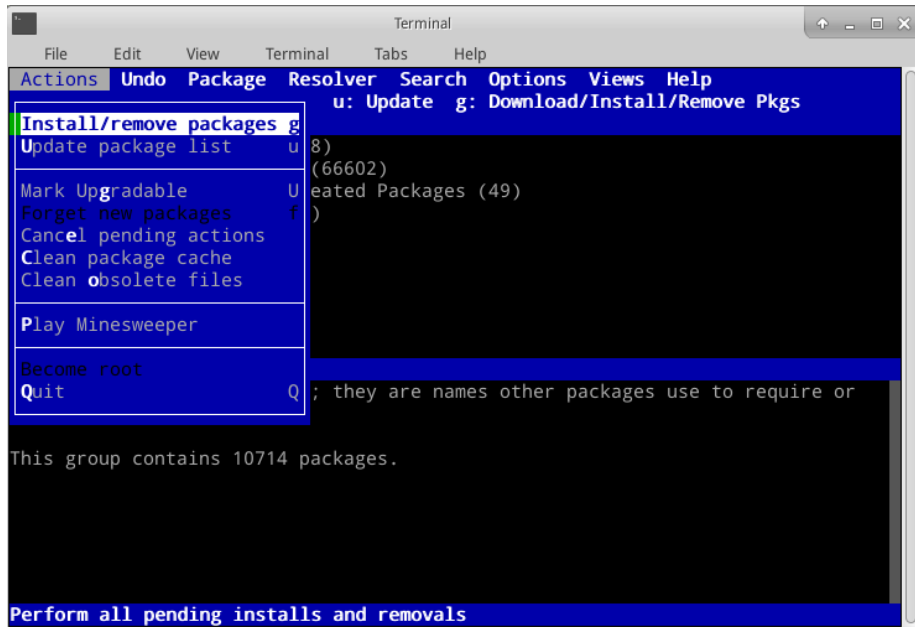 Terminal
File Edit View Terminal Tabs Help
Actions Undo Package Resolver Search Options Views Help
u: Update g: Download/Install/Remove Pkgs
Install/remove packages g
Update package list u 8)
(66602)
Mark Upgradable U eated Packages (49)
Forget new packages f )
Cancel pending actions
Clean package cache
Clean obsolete files
Play Minesweeper
Become root
Quit Q ; they are names other packages use to require or
This group contains 10714 packages.
Perform all pending installs and removals